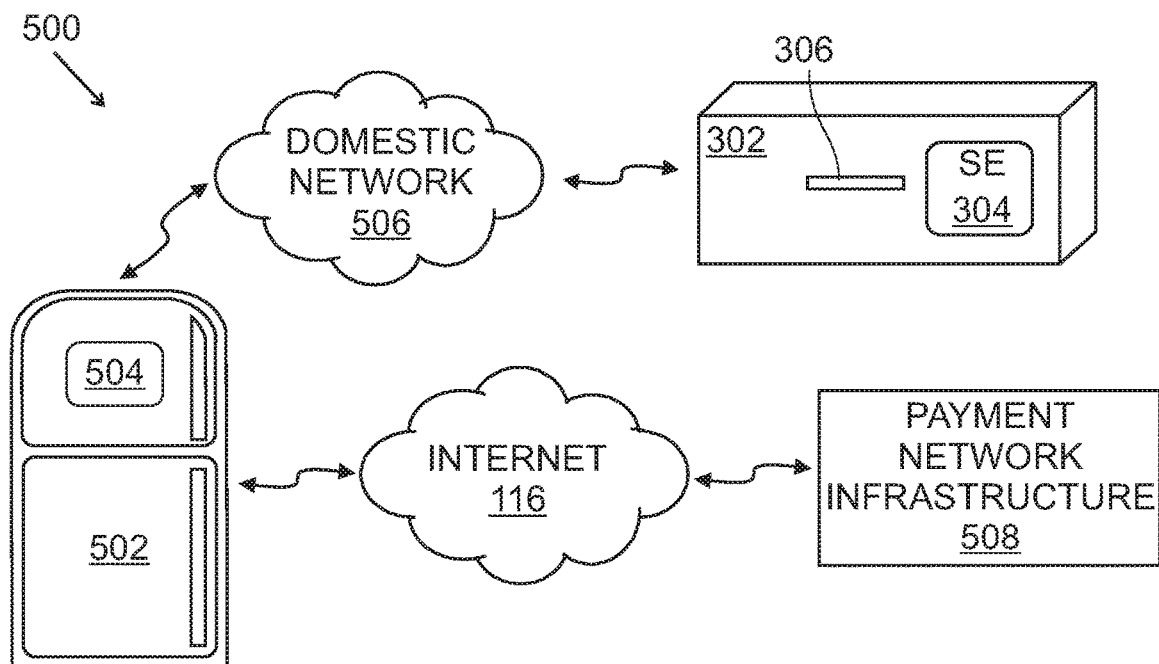 500
306
DOMESTIC
NETWORK
506
302
SE
304
504
502
INTERNET
116
PAYMENT
NETWORK
INFRASTRUCTURE
508